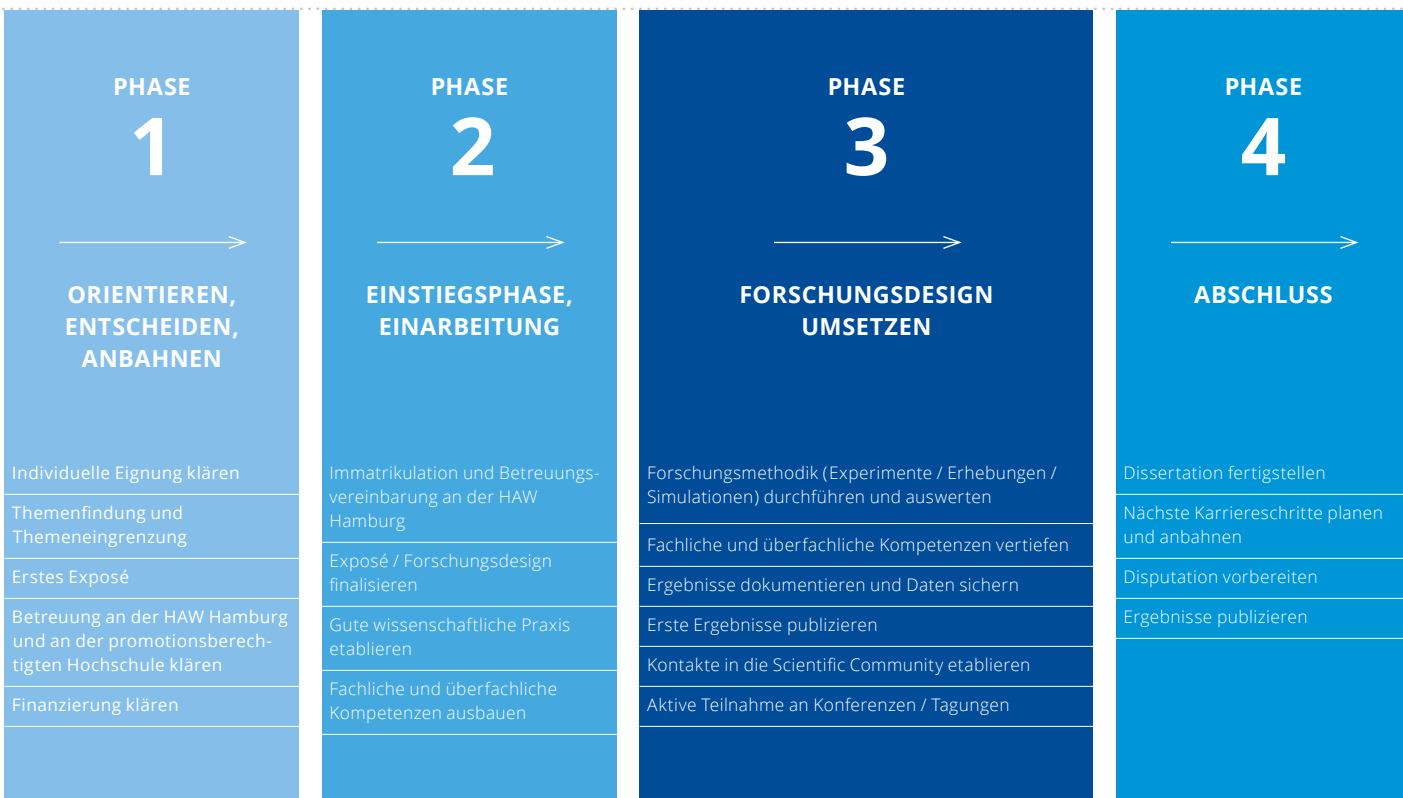 PHASE
1
ORIENTIEREN,
ENTSCHEIDEN,
ANBAHNEN
Individuelle Eignung klären
Themenfindung und
Themeneingrenzung
Erstes Exposé
Betreuung an der HAW Hamburg
und an der promotionsberech-
tigten Hochschule klären
Finanzierung klären
PHASE
2
EINSTIEGSPHASE,
EINARBEITUNG
Immatrikulation und Betreuungs-
vereinbarung an der HAW
Hamburg
Exposé / Forschungsdesign
finalisieren
Gute wissenschaftliche Praxis
etablieren
Fachliche und überfachliche
Kompetenzen ausbauen
PHASE
3
FORSCHUNGSDESIGN
UMSETZEN
Forschungsmethodik (Experimente / Erhebungen /
Simulationen) durchführen und auswerten
Fachliche und überfachliche Kompetenzen vertiefen
Ergebnisse dokumentieren und Daten sichern
Erste Ergebnisse publizieren
Kontakte in die Scientific Community etablieren
Aktive Teilnahme an Konferenzen / Tagungen
PHASE
4
ABSCHLUSS
Dissertation fertigstellen
Nächste Karriereschritte planen
und anbahnen
Disputation vorbereiten
Ergebnisse publizieren